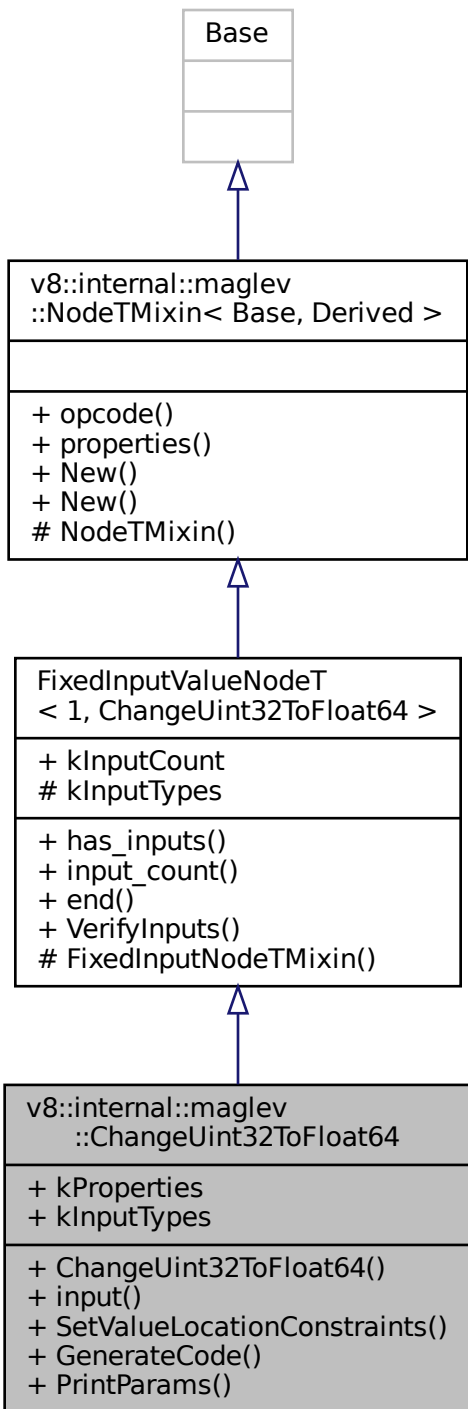 Base
v8::internal::maglev
::NodeTMixin< Base, Derived >
+ opcode()
+ properties()
+ New()
+ New()
# NodeTMixin()
FixedInputValueNodeT
< 1, ChangeUint32ToFloat64 >
+ kInputCount
# kInputTypes
+ has_inputs()
+ input_count()
+ end()
+ VerifyInputs()
# FixedInputNodeTMixin()
v8::internal::maglev
::ChangeUint32ToFloat64
+ kProperties
+ kInputTypes
+ ChangeUint32ToFloat64()
+ input()
+ SetValueLocationConstraints()
+ GenerateCode()
+ PrintParams()